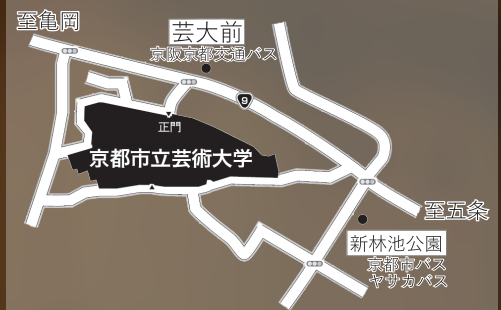 至亀岡
芸大前
京阪京都交通バス
9
正門
京都市立芸術大学
至五条
新林池公園
京都市バス
ヤサカバス